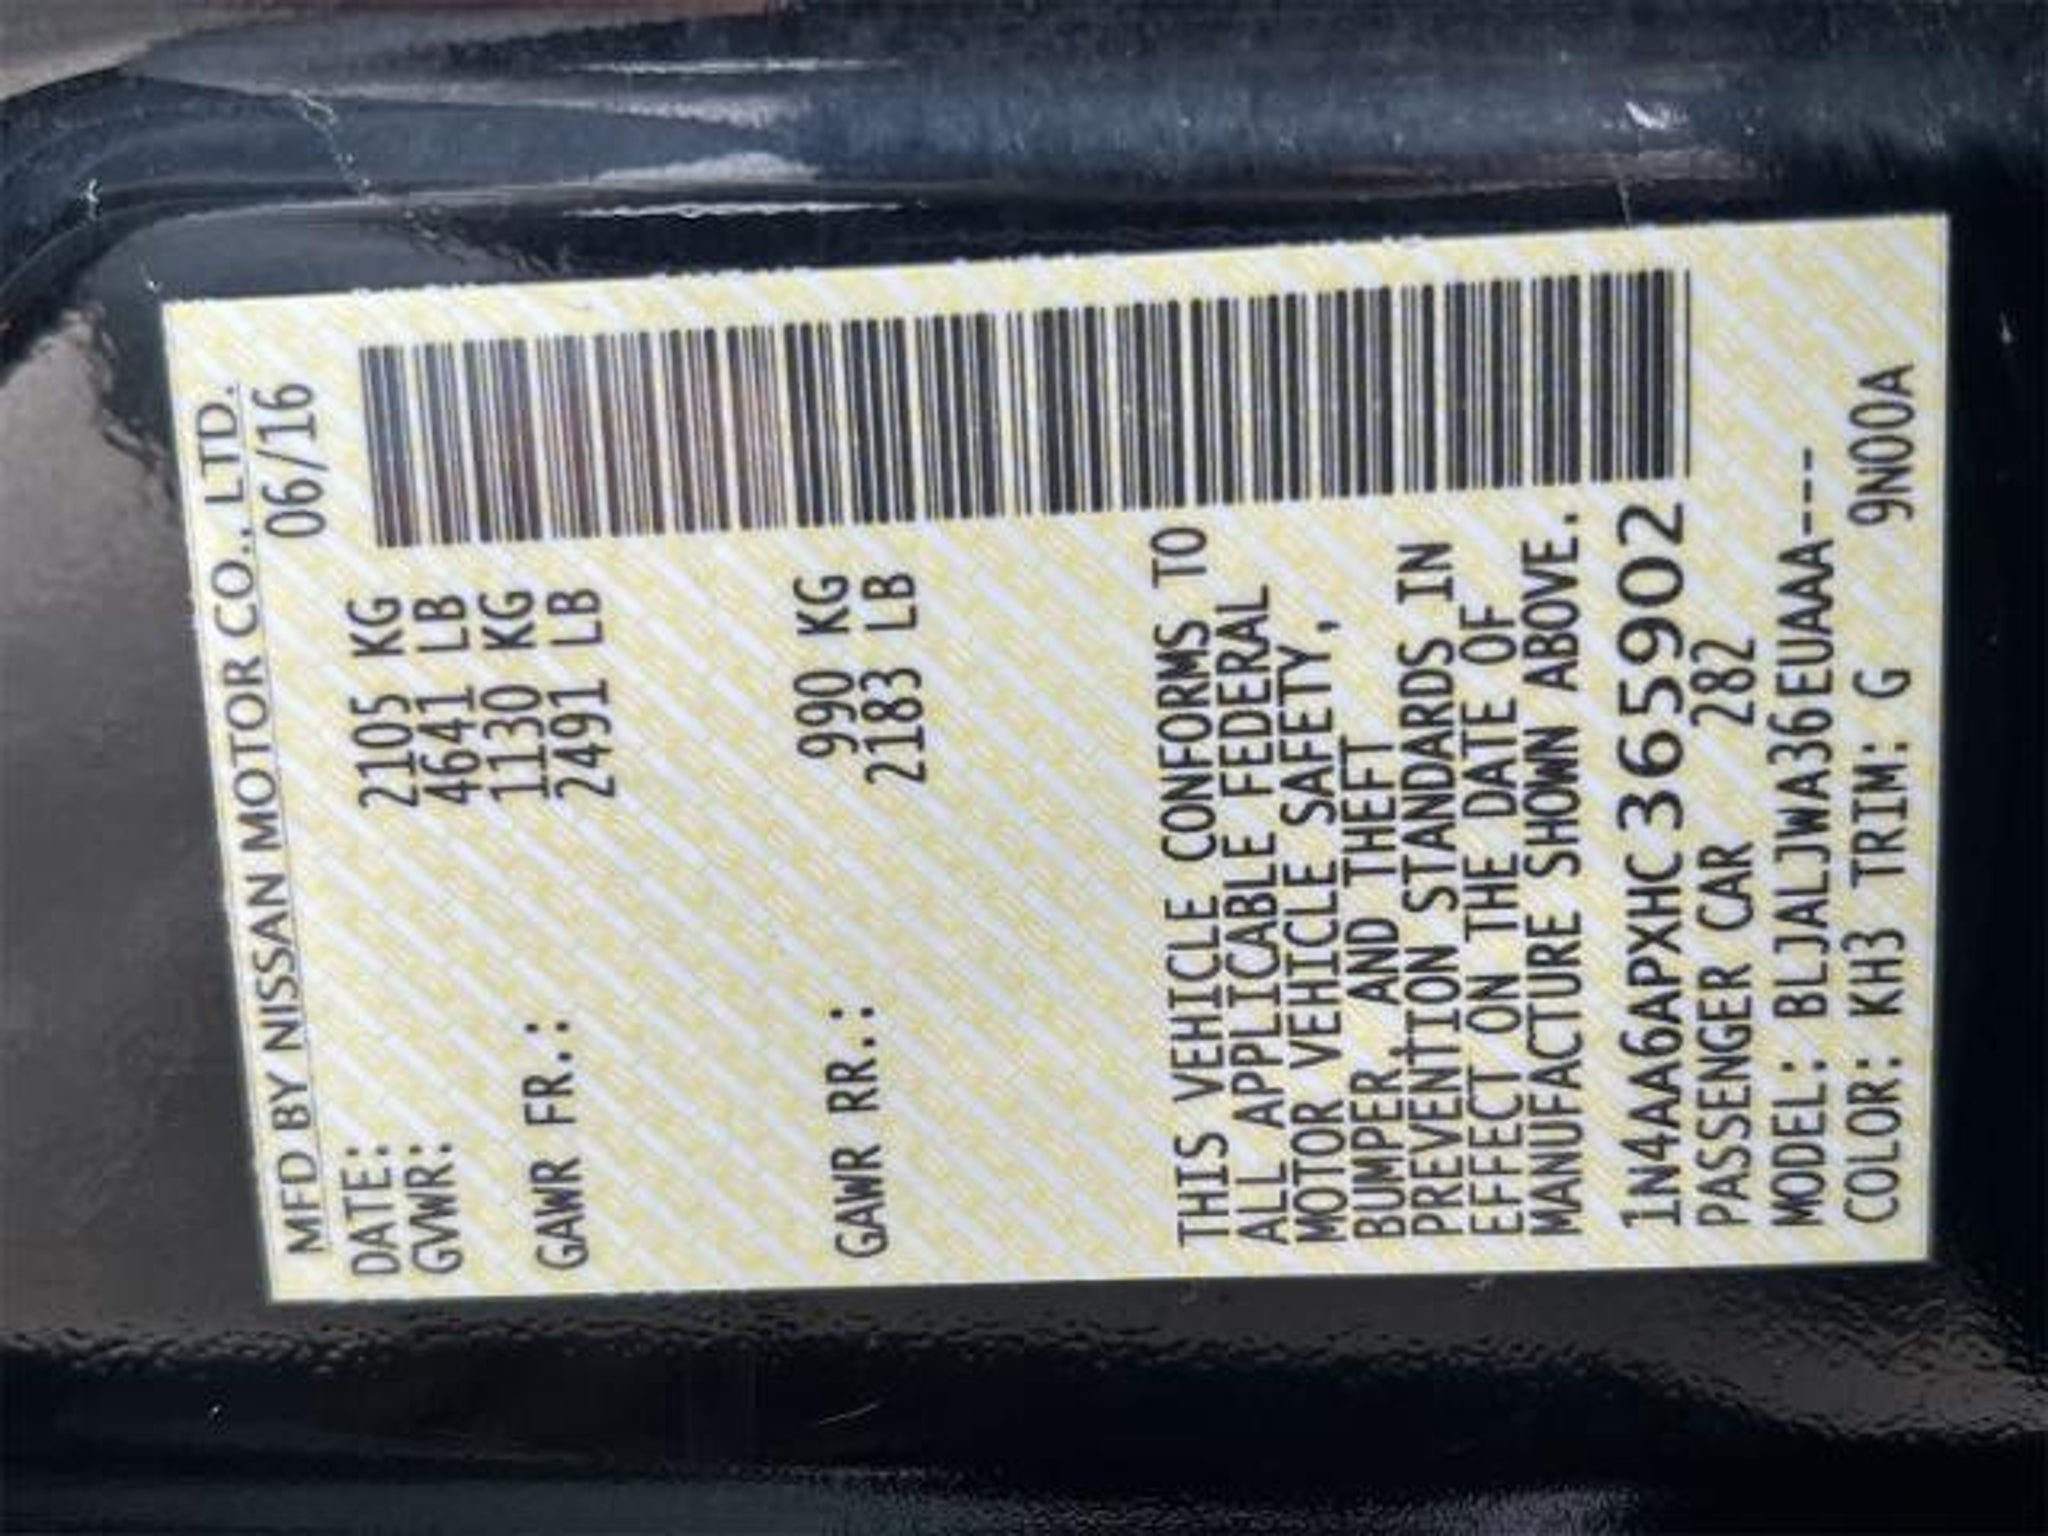 MFD BY NISSAN MOTOR CO., LTD.
DATE: 06/16
GVWR: 2105 KG
4641 LB
GAWR FR.: 1130 KG
2491 LB
GAWR RR.: 990 KG
2183 LB
THIS VEHICLE CONFORMS TO
ALL APPLICABLE FEDERAL
MOTOR VEHICLE SAFETY,
BUMPER, AND THEFT
PREVENTION STANDARDS IN
EFFECT ON THE DATE OF
MANUFACTURE SHOWN ABOVE.
1N4AA6APXHC365902
PASSENGER CAR 282
MODEL: BLJALJWA36EUAAA---
COLOR: KH3 TRIM: G 9N00A